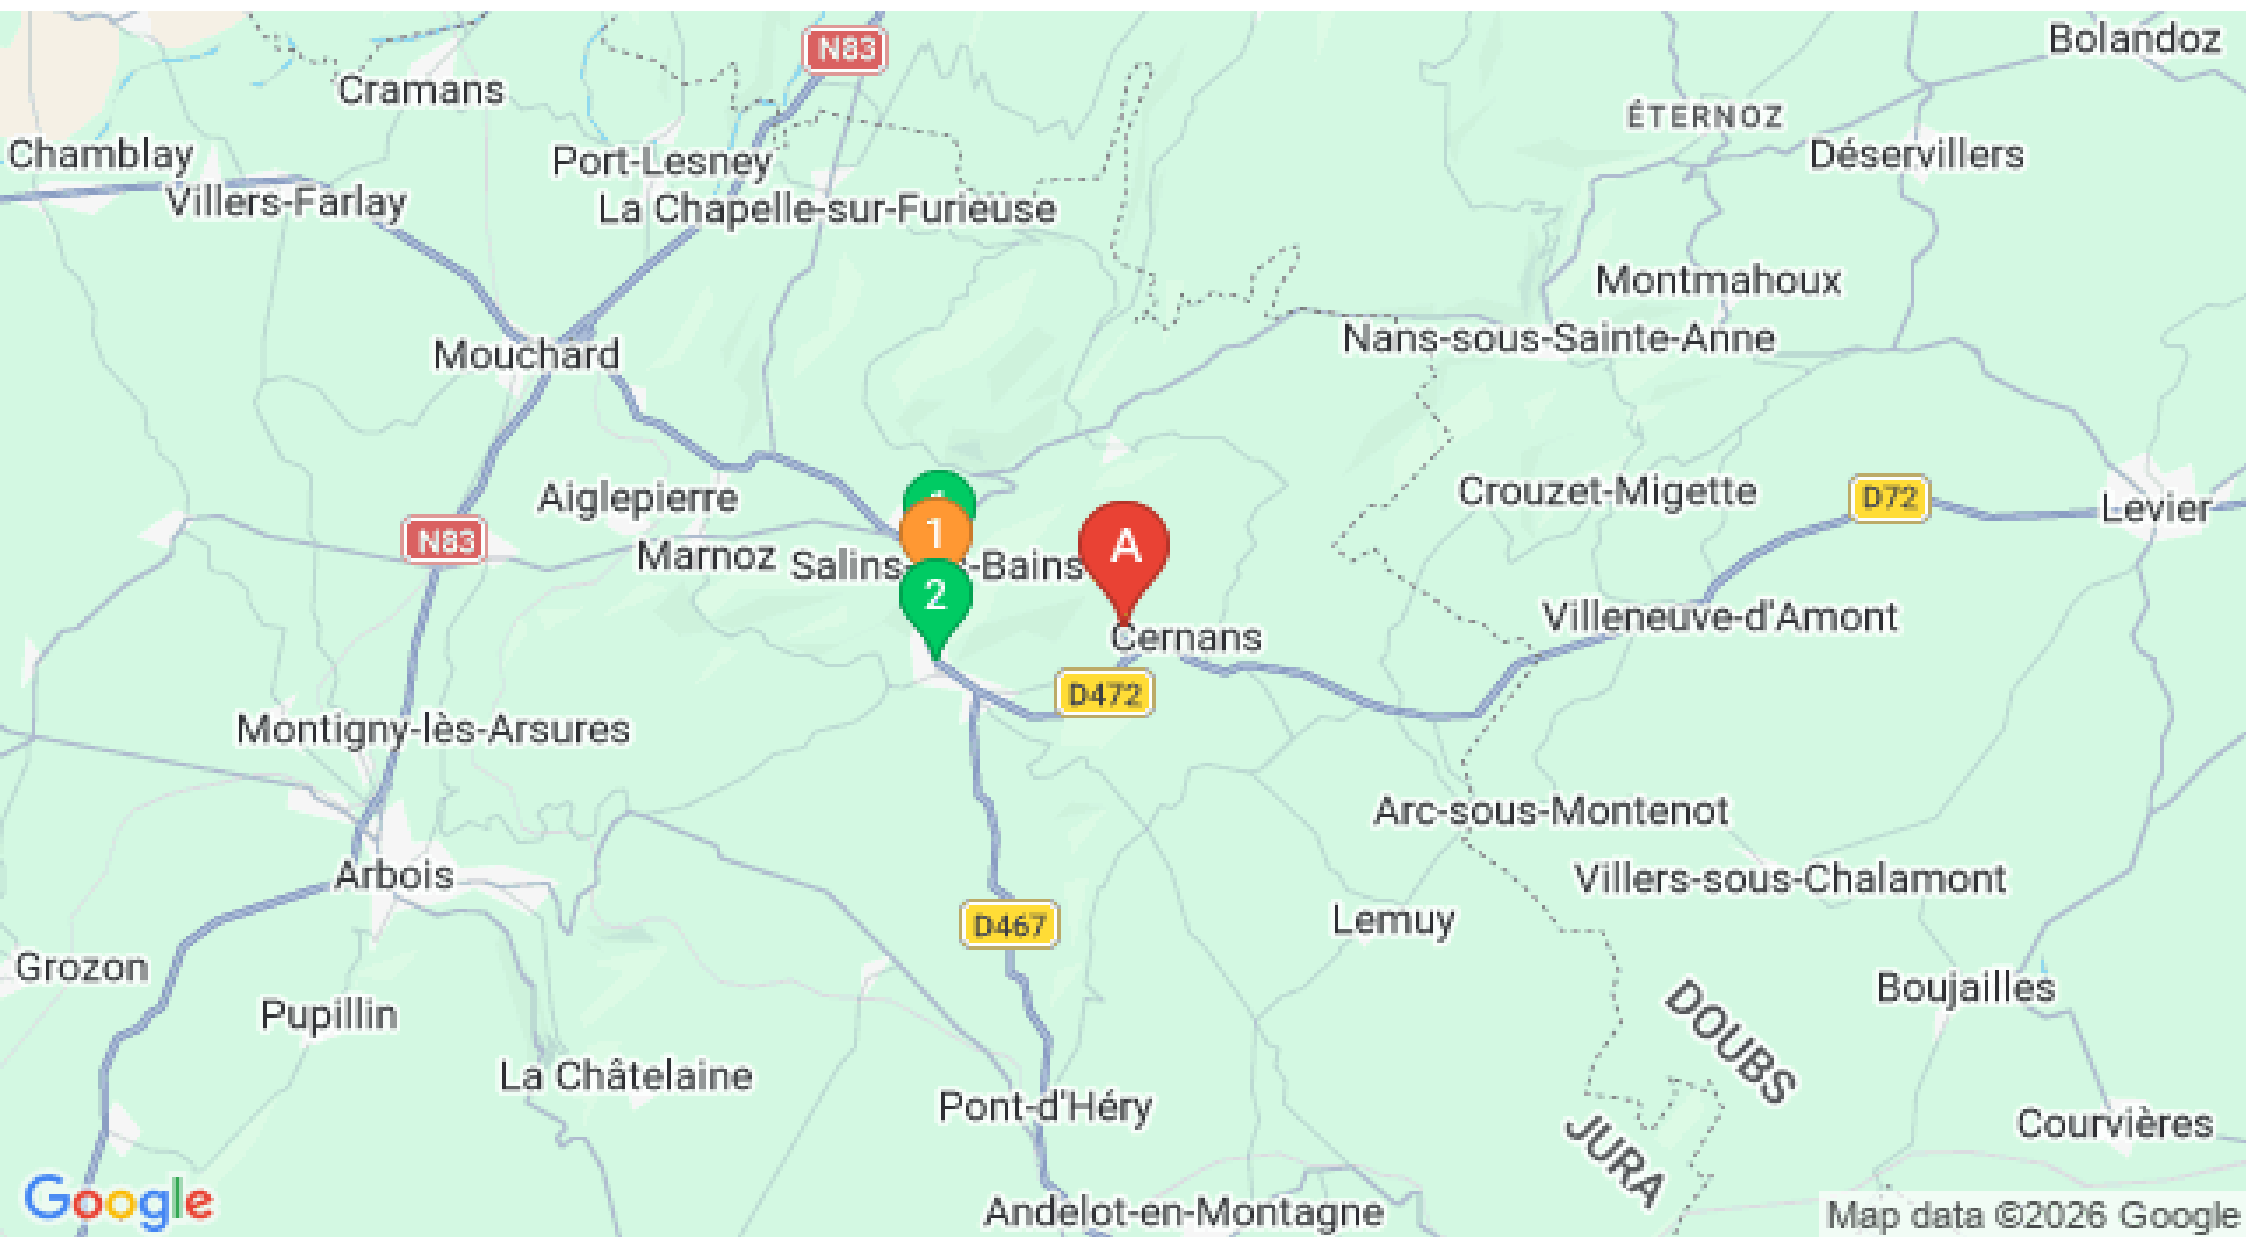 Bolandoz
N83
Cramans
ÉTERNOZ
Chamblay
Port-Lesney
Déservillers
Villers-Farlay
La Chapelle-sur-Furieuse
Montmahoux
Nans-sous-Sainte-Anne
Mouchard
Aiglepierre
Crouzet-Migette
D72
Levier
1
A
N83
Marnoz
Salins- -Bains
2
Cernans
Villeneuve-d'Amont
D472
Montigny-lès-Arsures
Arc-sous-Montenot
Arbois
Villers-sous-Chalamont
Lemuy
D467
Grozon
Boujailles
Pupillin
DOUBS
La Châtelaine
Pont-d'Héry
Courvières
JURA
Google
Andelot-en-Montagne
Map data ©2026 Google